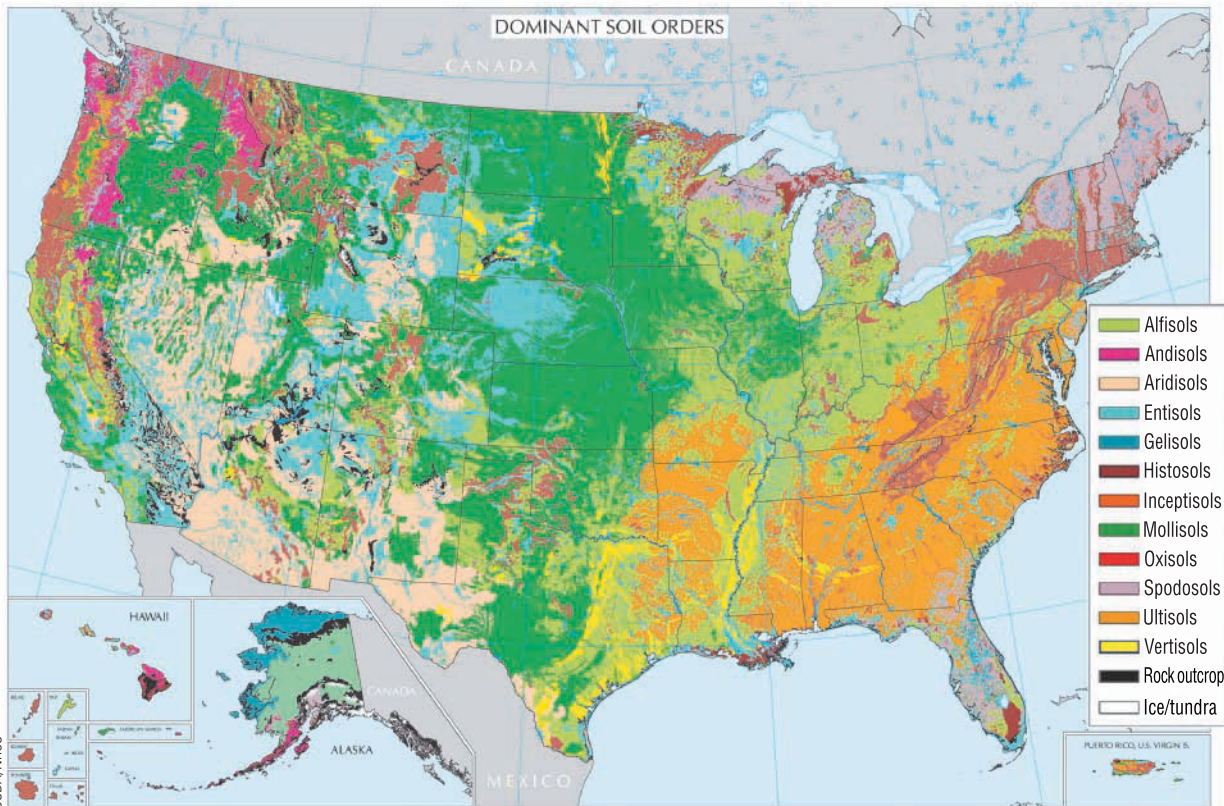 DOMINANT SOIL ORDERS
CANADA
Alfisols
Andisols
Aridisols
Entisols
Gelisols
Histosols
Inceptisols
Mollisols
Oxisols
Spodosols
Ultisols
Vertisols
Rock outcrop
Ice/tundra
HAWAII
CANADA
AMERICAN SAMOA
ALASKA
MEXICO
PUERTO RICO, U.S. VIRGIN IS.